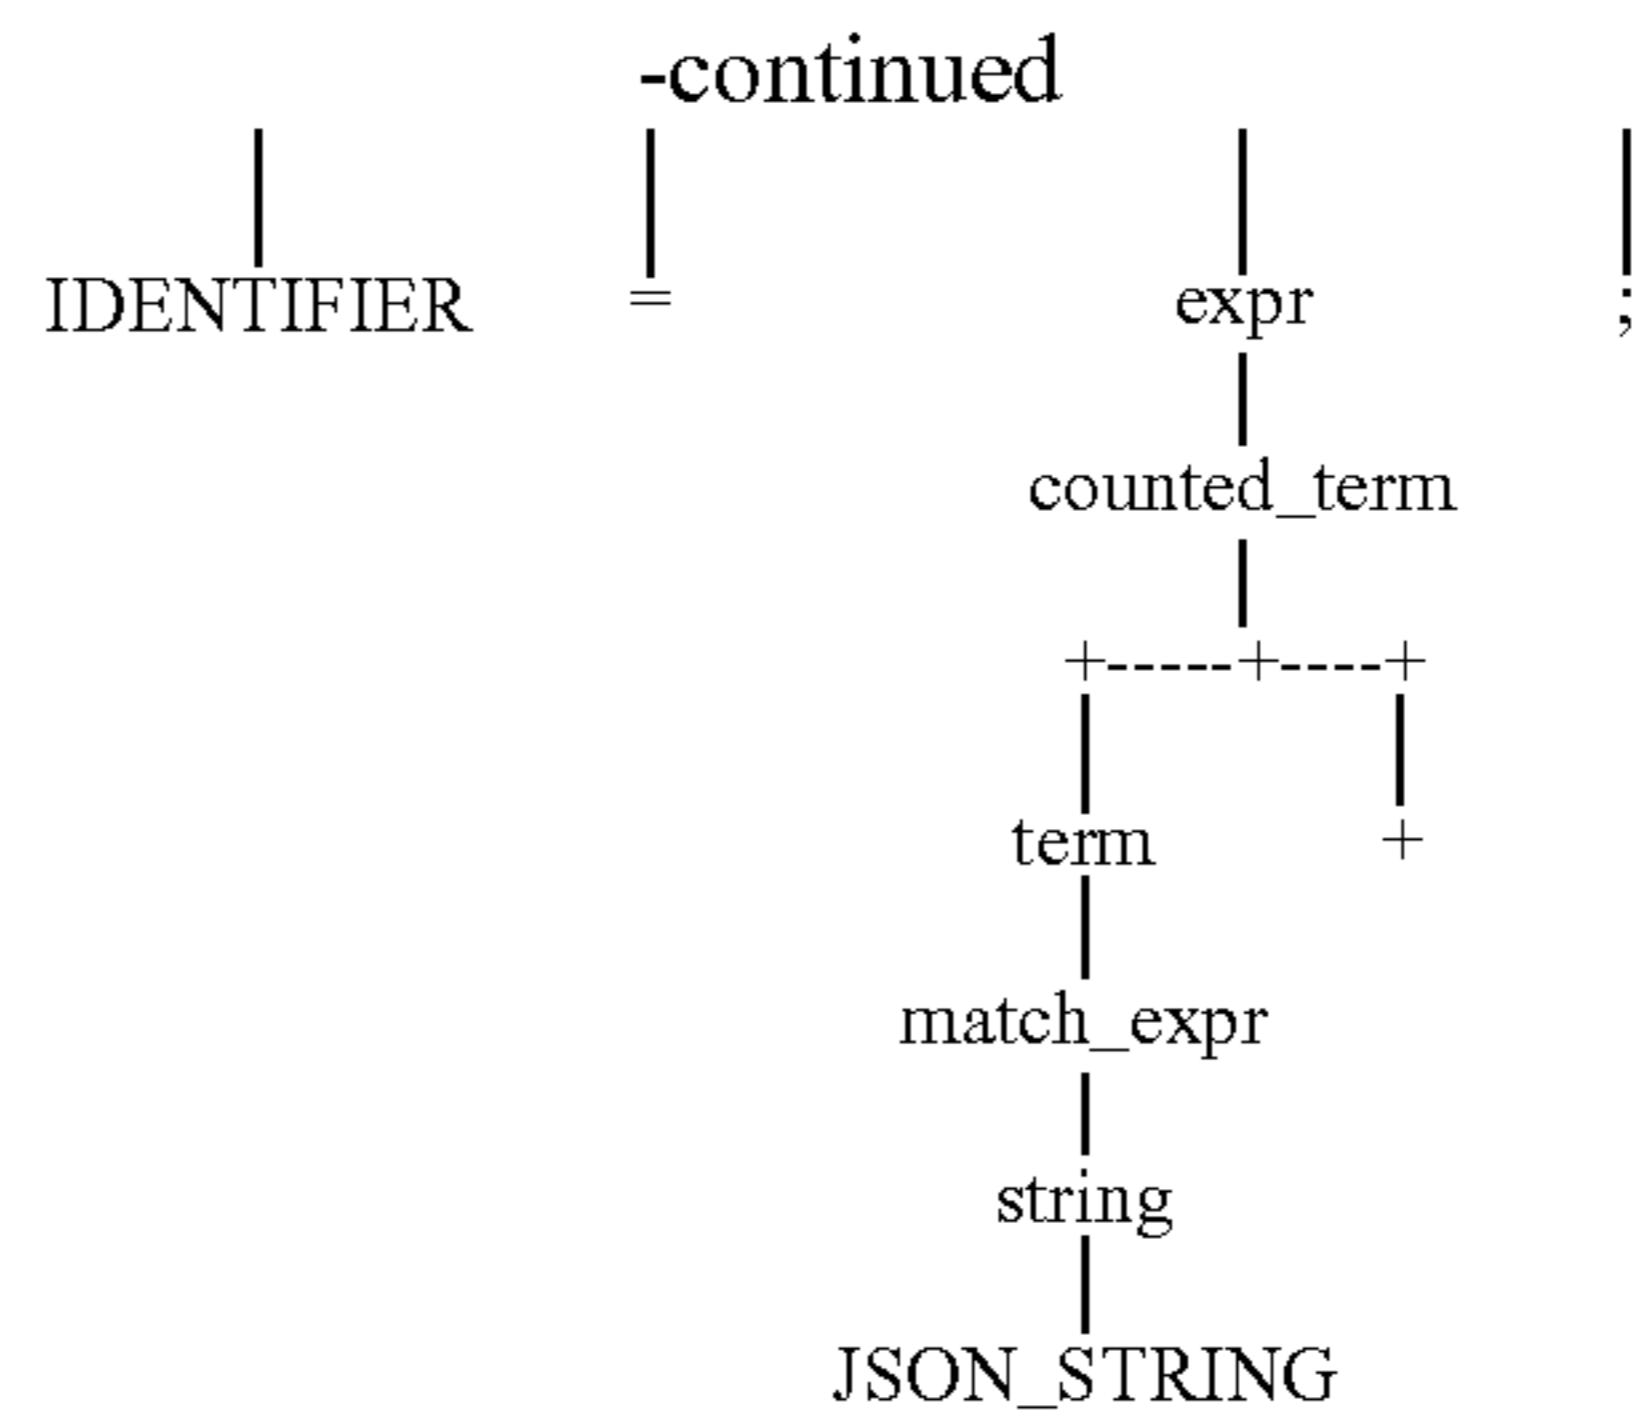 -continued
IDENTIFIER = expr ;
counted_term
+-----+----+
term +
match_expr
string
JSON_STRING